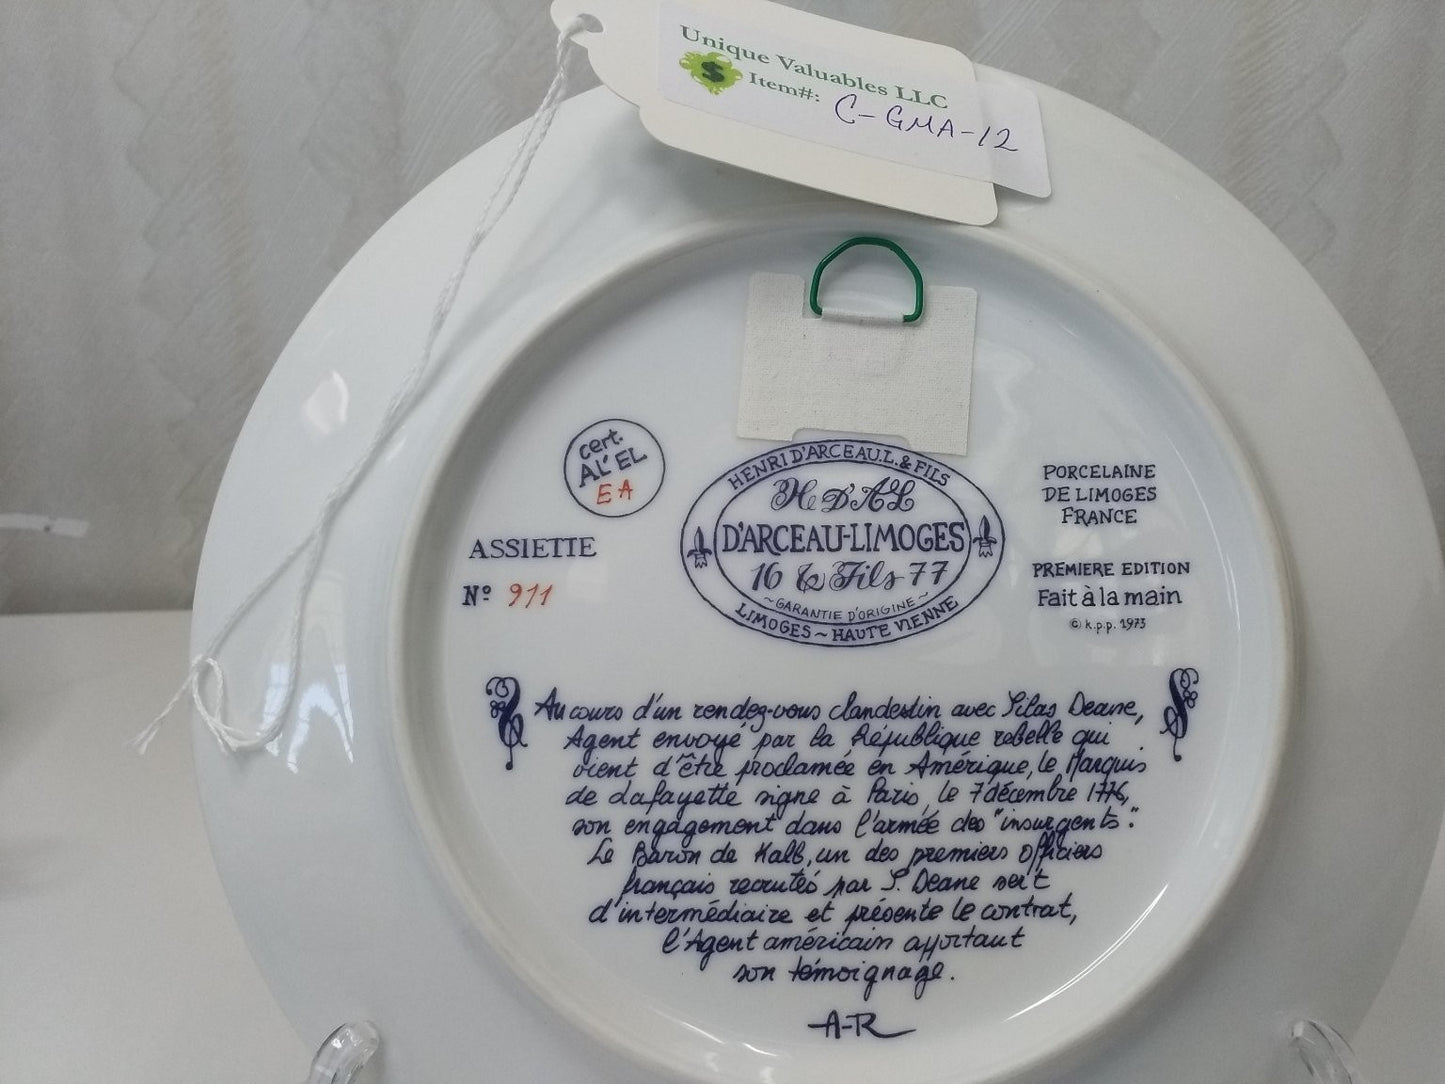 Unique Valuables LLC
Item#: C-GMA-12
cert.
AL'EL
EA
ASSIETTE
Nº 911
HENRI D'ARCEAU.L. & FILS
H e D'A L
D'ARCEAU-LIMOGES
16 & Fils 77
~GARANTIE D'ORIGINE~
LIMOGES ~ HAUTE VIENNE
PORCELAINE
DE LIMOGES
FRANCE
PREMIERE EDITION
Fait à la main
© k.p.p. 1973
Au cours d'un rendez-vous clandestin avec Silas Deane,
Agent envoyé par la République rebelle qui
vient d'être proclamée en Amérique, le Marquis
de Lafayette signe à Paris, le 7 décembre 1776,
son engagement dans l'armée des "insurgents".
Le Baron de Kalb, un des premiers officiers
français recrutés par S. Deane sert
d'intermédiaire et présente le contrat,
l'Agent américain apportant
son témoignage.
A-R